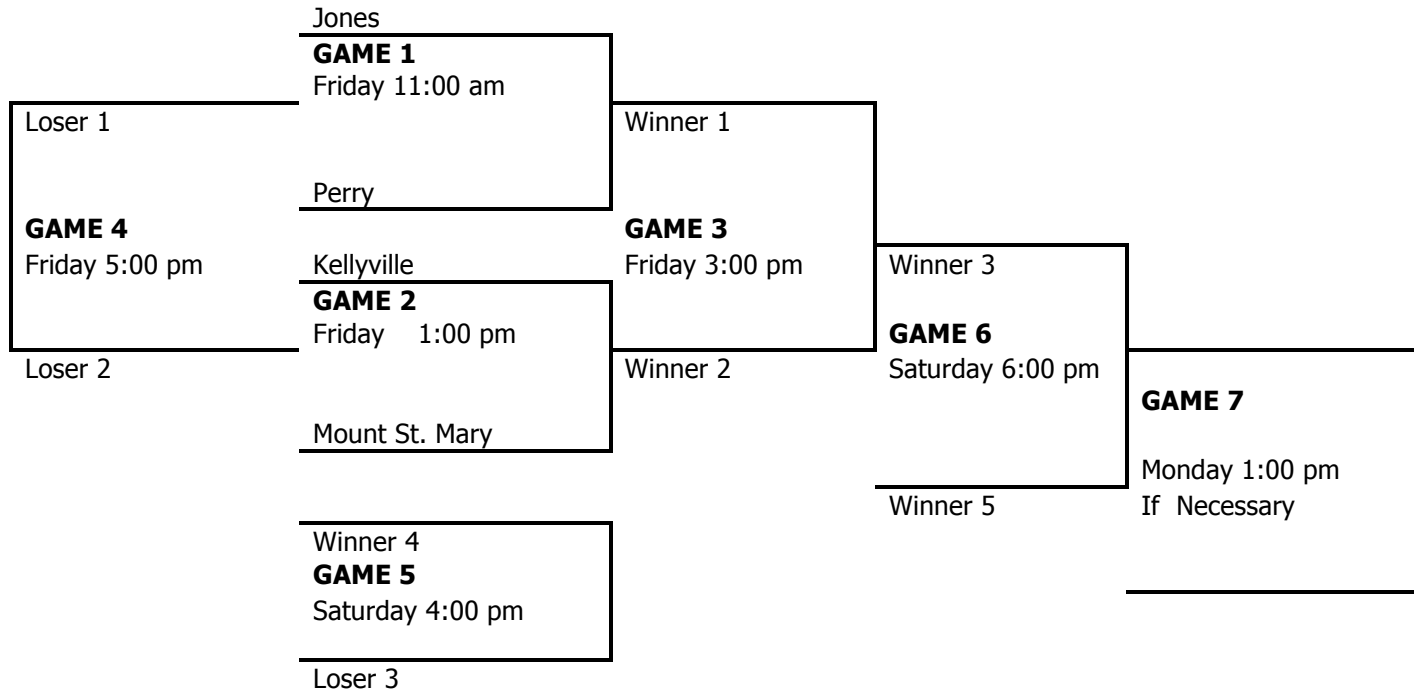 Jones
GAME 1
Friday 11:00 am
Loser 1
Winner 1
Perry
GAME 4
GAME 3
Friday 5:00 pm
Kellyville
Friday 3:00 pm
Winner 3
GAME 2
Friday 1:00 pm
GAME 6
Loser 2
Winner 2
Saturday 6:00 pm
GAME 7
Mount St. Mary
Monday 1:00 pm
Winner 5
If Necessary
Winner 4
GAME 5
Saturday 4:00 pm
Loser 3